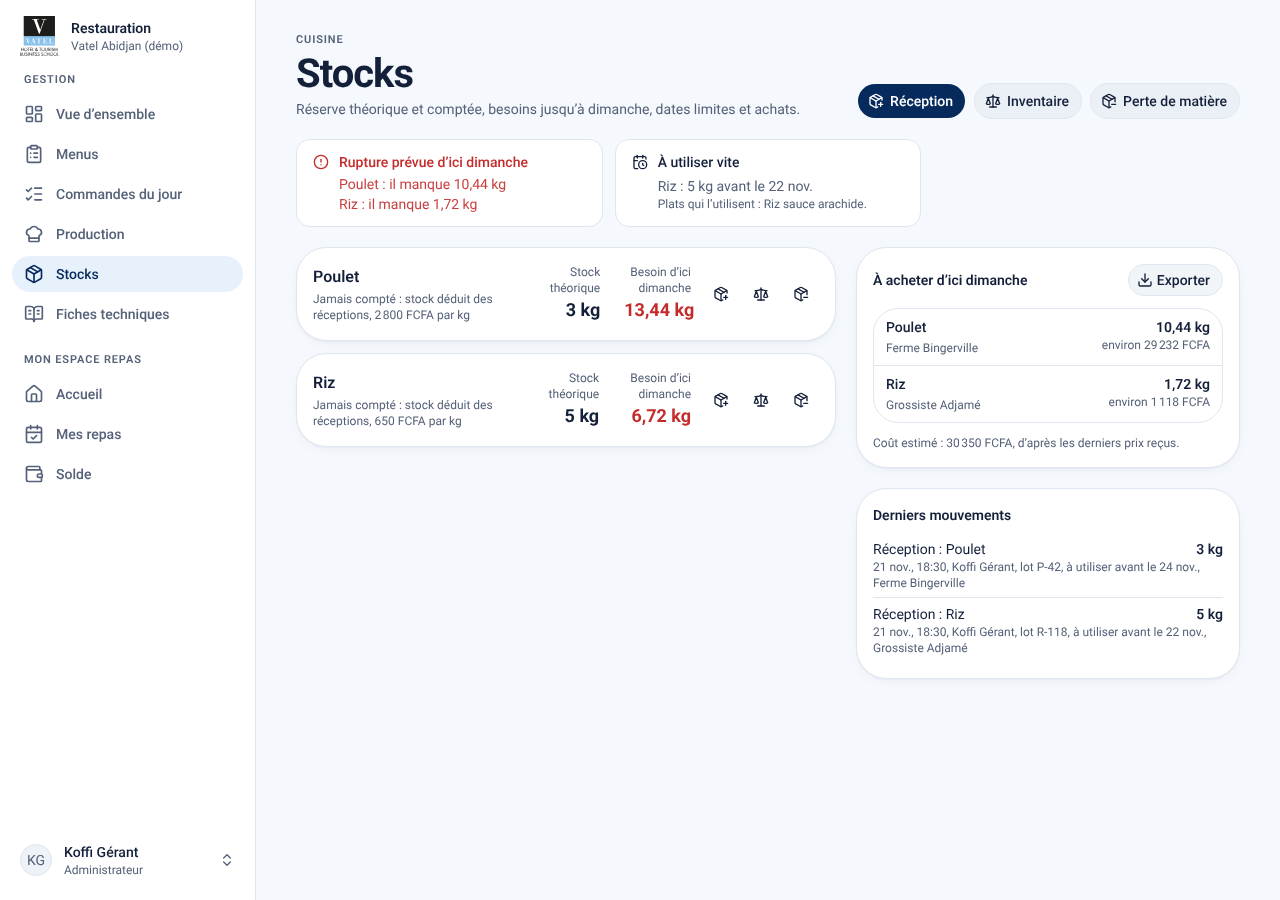 V
VATEL
HOTEL & TOURISM
BUSINESS SCHOOL
Restauration
Vatel Abidjan (démo)
GESTION
Vue d’ensemble
Menus
Commandes du jour
Production
Stocks
Fiches techniques
MON ESPACE REPAS
Accueil
Mes repas
Solde
KG
Koffi Gérant
Administrateur
CUISINE
Stocks
Réserve théorique et comptée, besoins jusqu’à dimanche, dates limites et achats.
Réception
Inventaire
Perte de matière
Rupture prévue d’ici dimanche
Poulet : il manque 10,44 kg
Riz : il manque 1,72 kg
À utiliser vite
Riz : 5 kg avant le 22 nov.
Plats qui l’utilisent : Riz sauce arachide.
Poulet
Jamais compté : stock déduit des
réceptions, 2 800 FCFA par kg
Stock
théorique
3 kg
Besoin d’ici
dimanche
13,44 kg
Riz
Jamais compté : stock déduit des
réceptions, 650 FCFA par kg
Stock
théorique
5 kg
Besoin d’ici
dimanche
6,72 kg
À acheter d’ici dimanche
Exporter
Poulet
10,44 kg
Ferme Bingerville
environ 29 232 FCFA
Riz
1,72 kg
Grossiste Adjamé
environ 1 118 FCFA
Coût estimé : 30 350 FCFA, d’après les derniers prix reçus.
Derniers mouvements
Réception : Poulet
3 kg
21 nov., 18:30, Koffi Gérant, lot P-42, à utiliser avant le 24 nov.,
Ferme Bingerville
Réception : Riz
5 kg
21 nov., 18:30, Koffi Gérant, lot R-118, à utiliser avant le 22 nov.,
Grossiste Adjamé